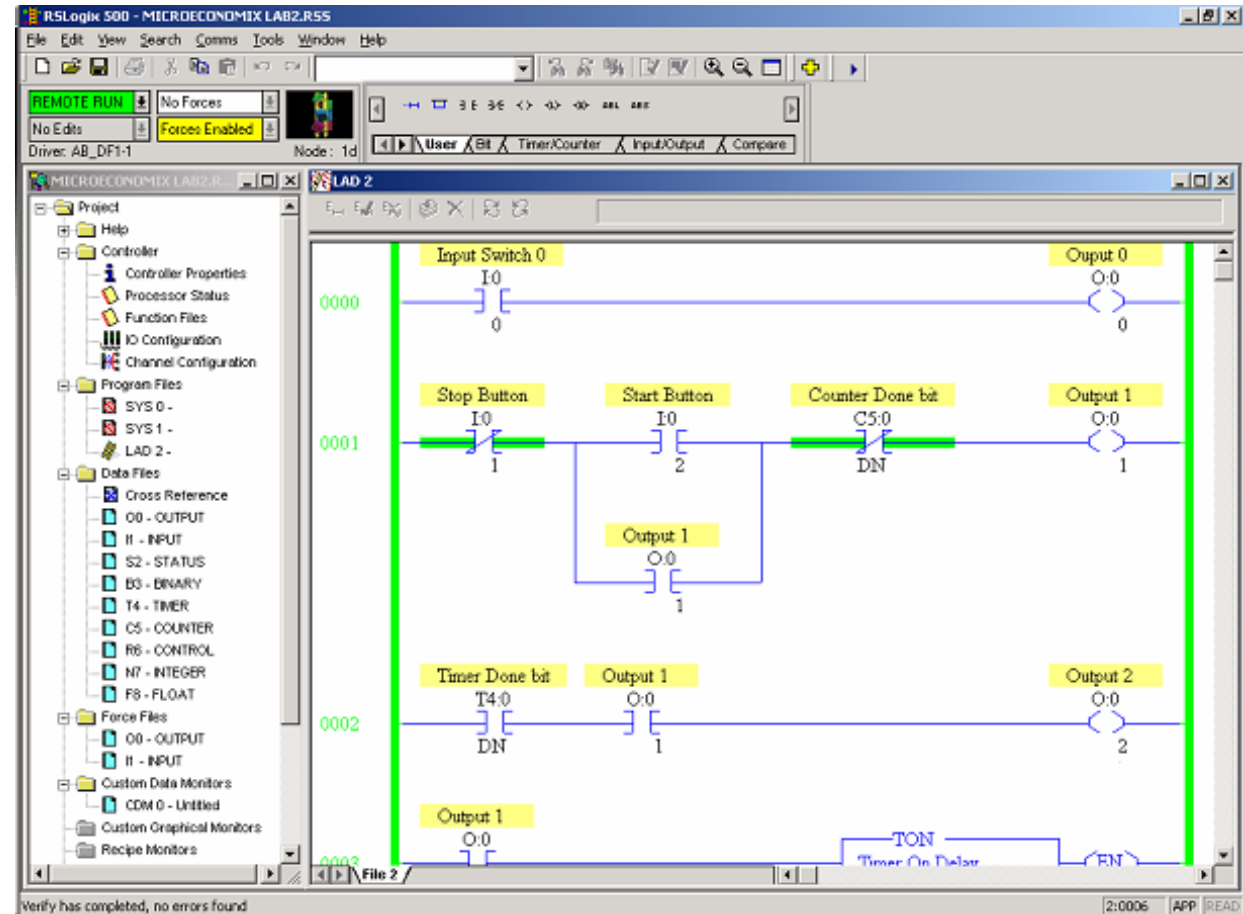 RSLogix 500 - MICROECONOMIX LAB2.RSS
File Edit View Search Comms Tools Window Help
REMOTE RUN No Forces
No Edits Forces Enabled
Driver: AB_DF1-1 Node: 1d
ABL
User Bit Timer/Counter Input/Output Compare
MICROECONOMIX LAB2.R...
Project
Help
Controller
Controller Properties
Processor Status
Function Files
IO Configuration
Channel Configuration
Program Files
SYS 0 -
SYS 1 -
LAD 2 -
Data Files
Cross Reference
O0 - OUTPUT
I1 - INPUT
S2 - STATUS
B3 - BINARY
T4 - TIMER
C5 - COUNTER
R6 - CONTROL
N7 - INTEGER
F8 - FLOAT
Force Files
O0 - OUTPUT
I1 - INPUT
Custom Data Monitors
CDM 0 - Untitled
Custom Graphical Monitors
Recipe Monitors
LAD 2
Input Switch 0 Ouput 0
I:0 O:0
0000
0 0
Stop Button Start Button Counter Done bit Output 1
I:0 I:0 C5:0 O:0
0001
1 2 DN 1
Output 1
O:0
1
Timer Done bit Output 1 Output 2
T4:0 O:0 O:0
0002
DN 1 2
Output 1
O:0 TON
0003 Timer On Delay EN
File 2
Verify has completed, no errors found 2:0006 APP READ